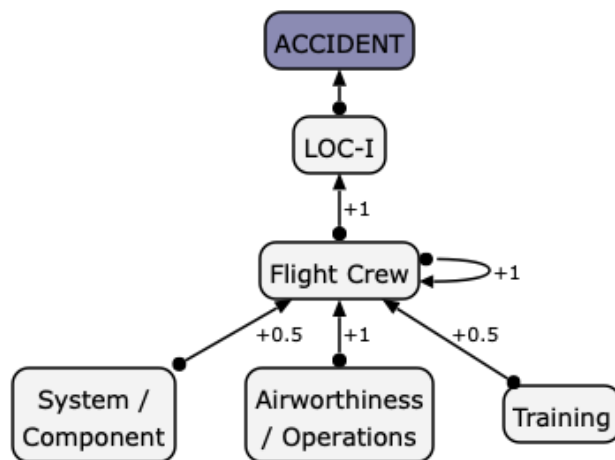 ACCIDENT
LOC-I
+1
Flight Crew
+1
+0.5
+1
+0.5
System /
Component
Airworthiness
/ Operations
Training